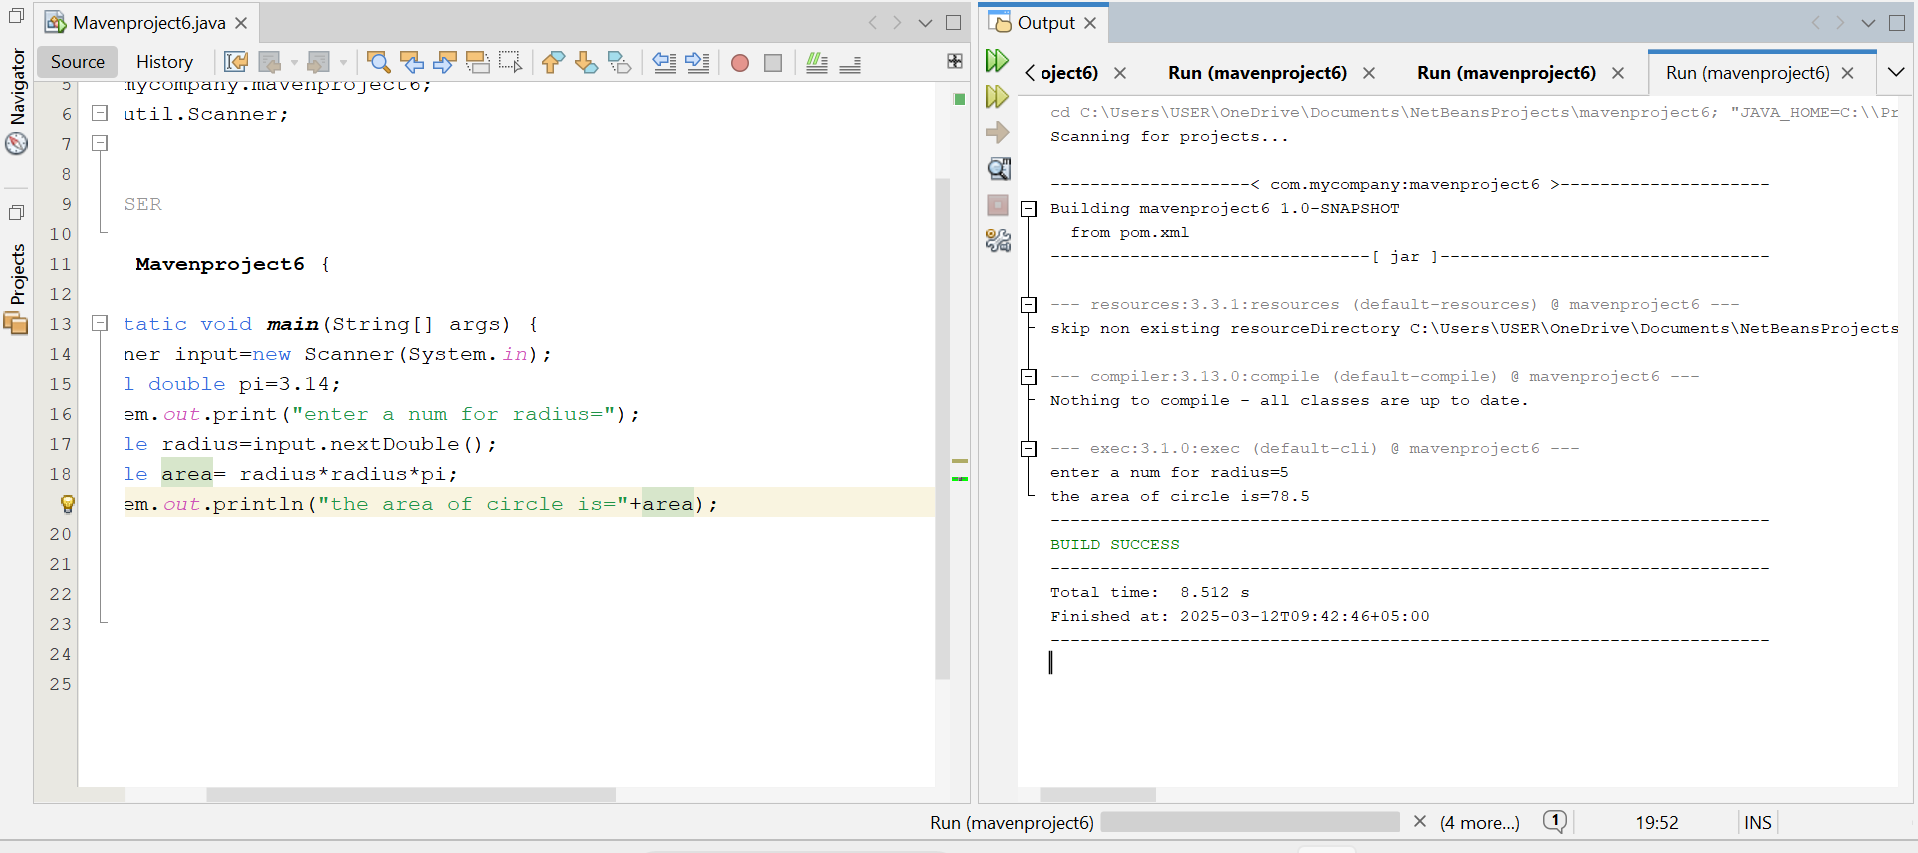 Mavenproject6.java
Output
Source
History
Navigator
Projects
5 mycompany.mavenproject6;
6 util.Scanner;
7
8
9 SER
10
11 Mavenproject6 {
12
13 tatic void main(String[] args) {
14 ner input=new Scanner(System.in);
15 l double pi=3.14;
16 em.out.print("enter a num for radius=");
17 le radius=input.nextDouble();
18 le area= radius*radius*pi;
em.out.println("the area of circle is="+area);
20
21
22
23
24
25
oject6)
Run (mavenproject6)
Run (mavenproject6)
Run (mavenproject6)
cd C:\Users\USER\OneDrive\Documents\NetBeansProjects\mavenproject6; "JAVA_HOME=C:\\Pr
Scanning for projects...
--------------------< com.mycompany:mavenproject6 >---------------------
Building mavenproject6 1.0-SNAPSHOT
from pom.xml
--------------------------------[ jar ]---------------------------------
--- resources:3.3.1:resources (default-resources) @ mavenproject6 ---
skip non existing resourceDirectory C:\Users\USER\OneDrive\Documents\NetBeansProjects
--- compiler:3.13.0:compile (default-compile) @ mavenproject6 ---
Nothing to compile - all classes are up to date.
--- exec:3.1.0:exec (default-cli) @ mavenproject6 ---
enter a num for radius=5
the area of circle is=78.5
------------------------------------------------------------------------
BUILD SUCCESS
------------------------------------------------------------------------
Total time:  8.512 s
Finished at: 2025-03-12T09:42:46+05:00
------------------------------------------------------------------------
Run (mavenproject6)
(4 more...)
1
19:52
INS